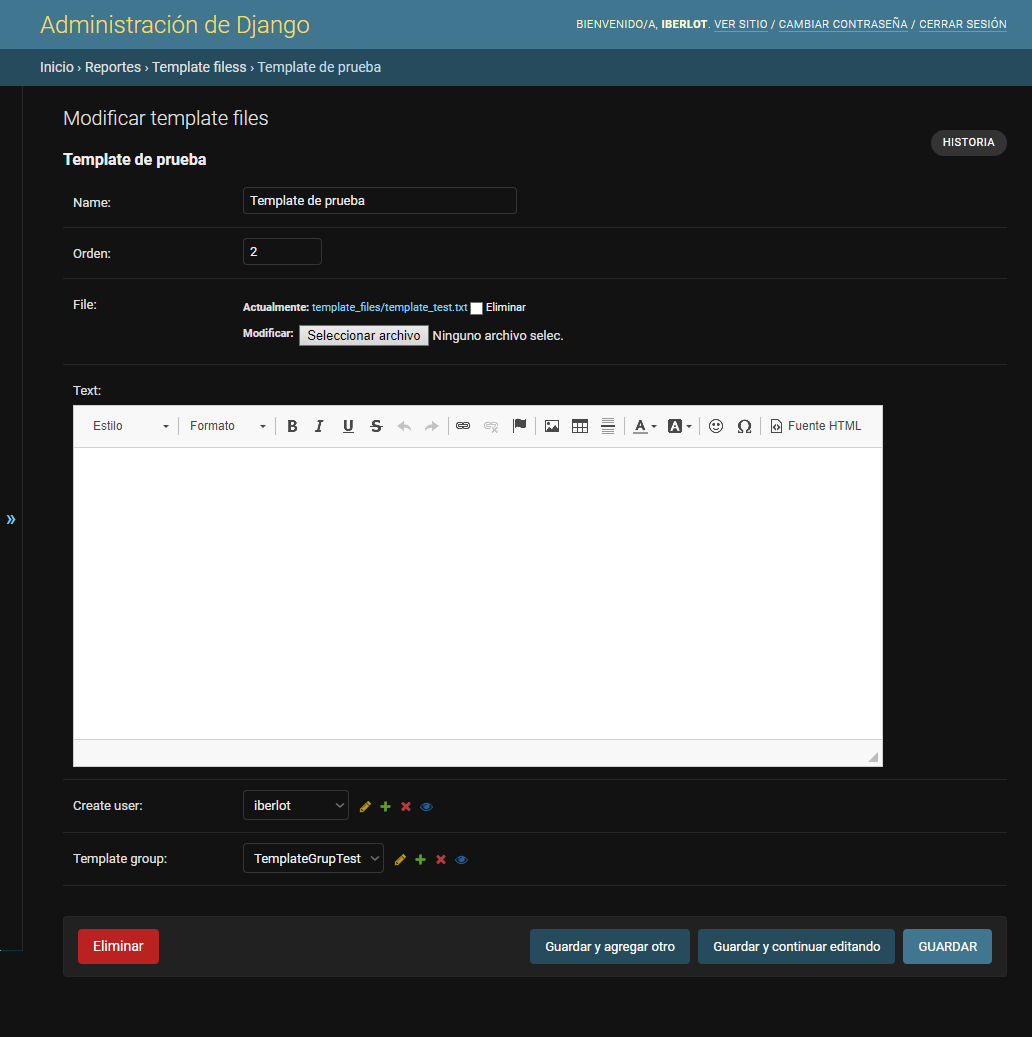 Administración de Django
BIENVENIDO/A, IBERLOT. VER SITIO / CAMBIAR CONTRASEÑA / CERRAR SESIÓN
Inicio › Reportes › Template filess › Template de prueba
Modificar template files
HISTORIA
Template de prueba
Name: Template de prueba
Orden: 2
File: Actualmente: template_files/template_test.txt Eliminar
Modificar: Seleccionar archivo Ninguno archivo selec.
Text:
Estilo Formato B I U S A A Ω Fuente HTML
»
Create user: iberlot
Template group: TemplateGrupTest
Eliminar Guardar y agregar otro Guardar y continuar editando GUARDAR